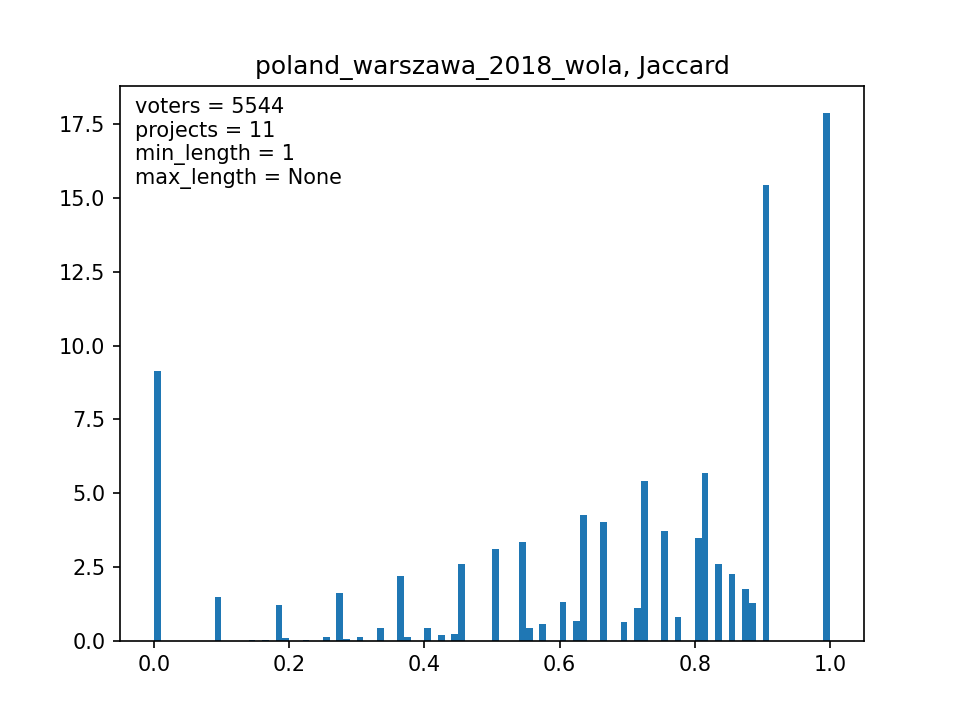 poland_warszawa_2018_wola, Jaccard
voters = 5544
projects = 11
min_length = 1
max_length = None
17.5
15.0
12.5
10.0
7.5
5.0
2.5
0.0
0.0 0.2 0.4 0.6 0.8 1.0